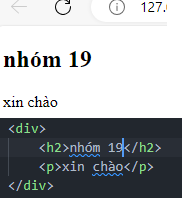 127.0
nhóm 19
xin chào
<div>
    <h2>nhóm 19</h2>
    <p>xin chào</p>
</div>